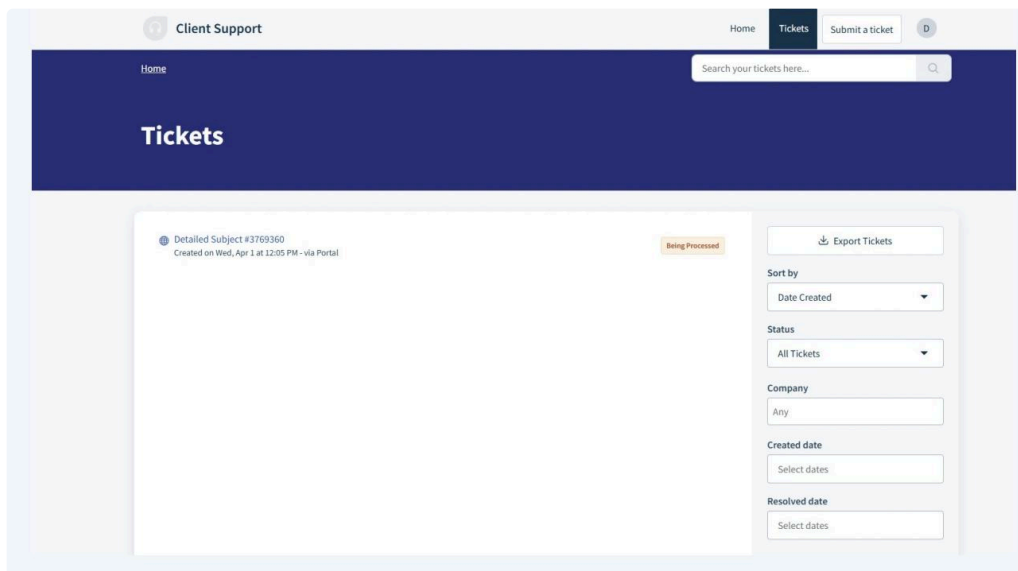 Client Support
Home
Tickets
Submit a ticket
D
Home
Search your tickets here...
Tickets
Detailed Subject #3769360
Created on Wed, Apr 1 at 12:05 PM - via Portal
Being Processed
Export Tickets
Sort by
Date Created
Status
All Tickets
Company
Any
Created date
Select dates
Resolved date
Select dates